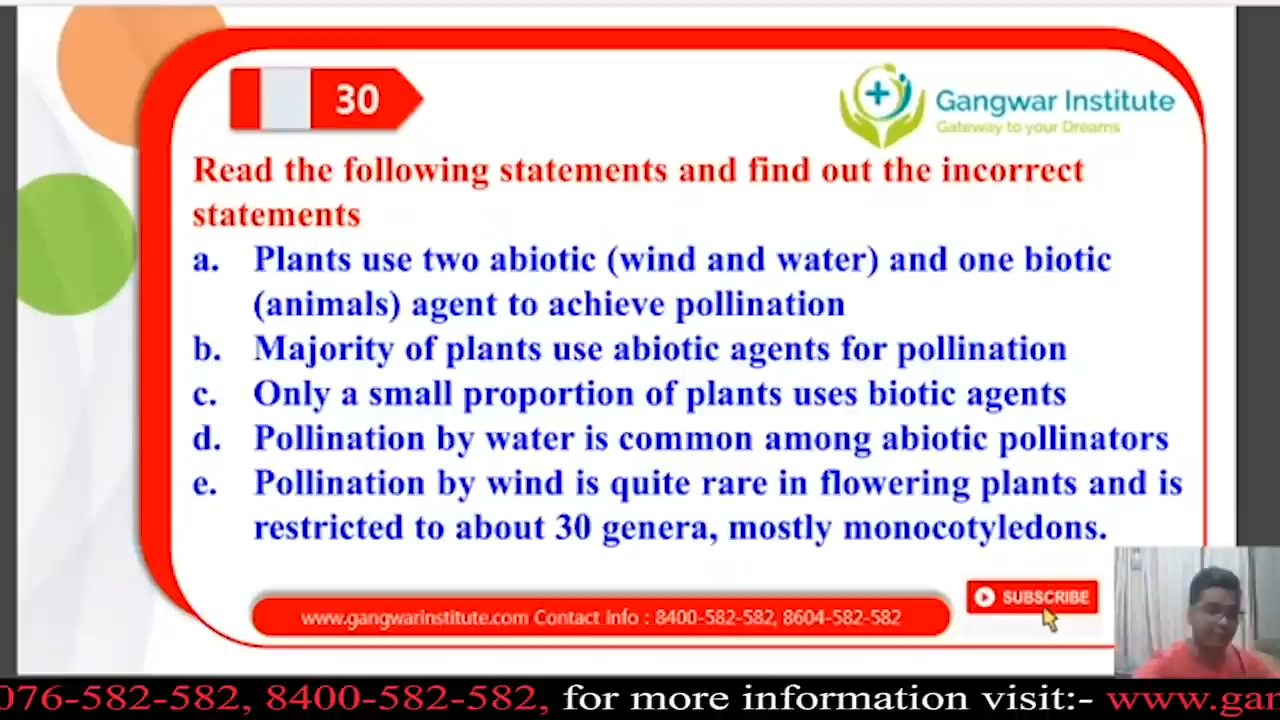 30
Gangwar Institute
Gateway to your Dreams
Read the following statements and find out the incorrect
statements
a. Plants use two abiotic (wind and water) and one biotic
(animals) agent to achieve pollination
b. Majority of plants use abiotic agents for pollination
c. Only a small proportion of plants uses biotic agents
d. Pollination by water is common among abiotic pollinators
e. Pollination by wind is quite rare in flowering plants and is
restricted to about 30 genera, mostly monocotyledons.
www.gangwarinstitute.com Contact Info : 8400-582-582, 8604-582-582
SUBSCRIBE
076-582-582, 8400-582-582, for more information visit:- www.gan